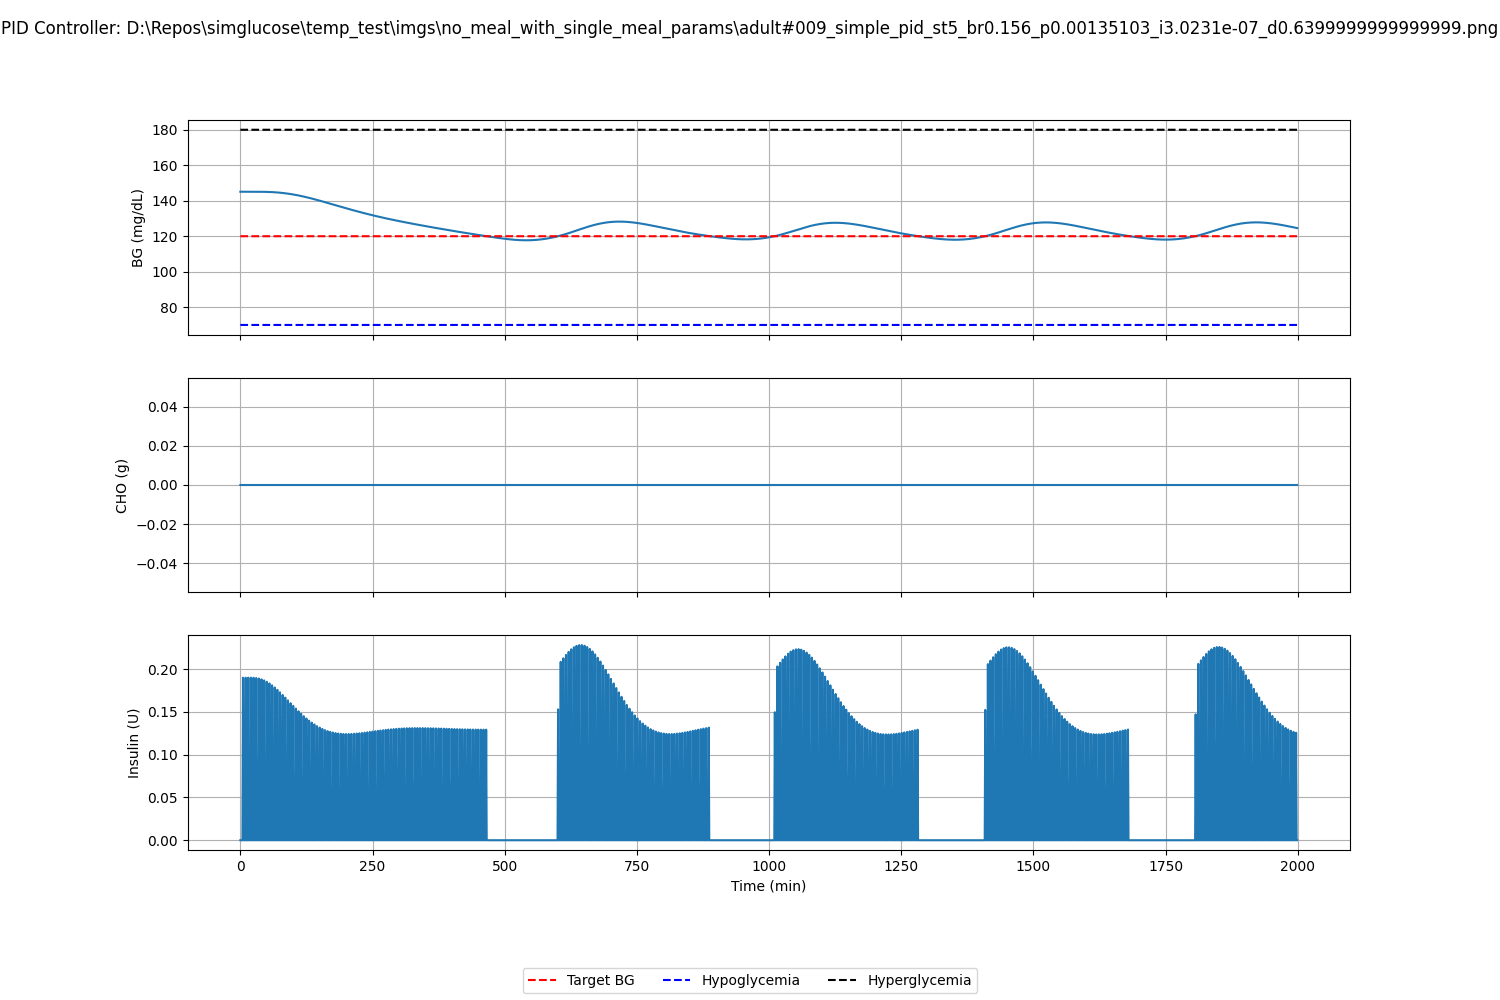 PID Controller: D:\Repos\simglucose\temp_test\imgs\no_meal_with_single_meal_params\adult#009_simple_pid_st5_br0.156_p0.00135103_i3.0231e-07_d0.6399999999999999.png
180
160
140
120
100
80
BG (mg/dL)
0.04
0.02
0.00
−0.02
−0.04
CHO (g)
0.20
0.15
0.10
0.05
0.00
Insulin (U)
0 250 500 750 1000 1250 1500 1750 2000
Time (min)
Target BG Hypoglycemia Hyperglycemia